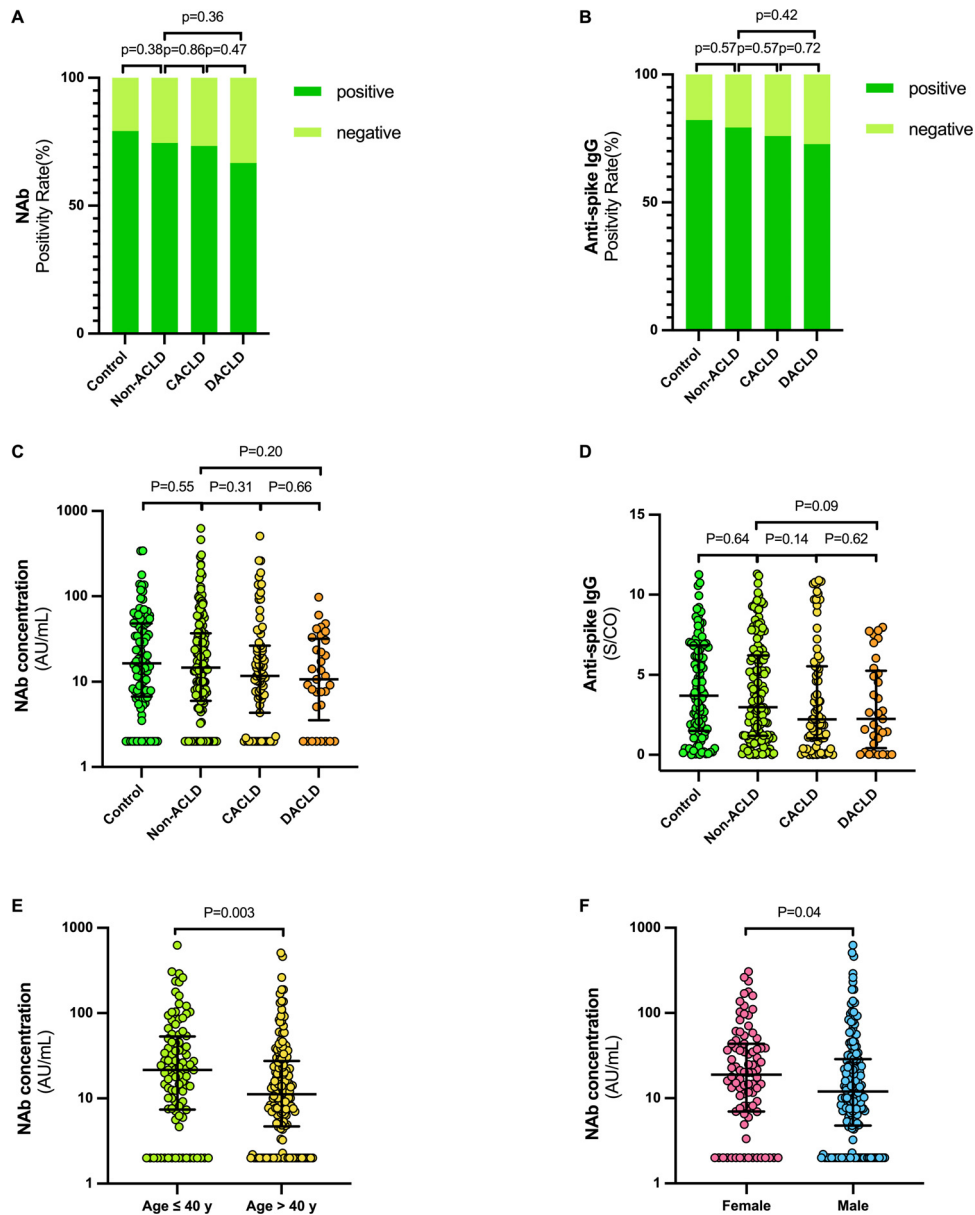 A
p=0.36
p=0.38 p=0.86 p=0.47
100
50
0
NAb
Positivity Rate(%)
positive
negative
Control
Non-ACLD
CACLD
DACLD
B
p=0.42
p=0.57 p=0.57 p=0.72
100
50
0
Anti-spike IgG
Positvity Rate(%)
positive
negative
Control
Non-ACLD
CACLD
DACLD
C
P=0.20
P=0.55 P=0.31 P=0.66
1000
100
10
1
NAb concentration
(AU/mL)
Control
Non-ACLD
CACLD
DACLD
D
P=0.09
P=0.64 P=0.14 P=0.62
15
10
5
0
Anti-spike IgG
(S/CO)
Control
Non-ACLD
CACLD
DACLD
E
P=0.003
1000
100
10
1
NAb concentration
(AU/mL)
Age ≤ 40 y
Age > 40 y
F
P=0.04
1000
100
10
1
NAb concentration
(AU/mL)
Female
Male